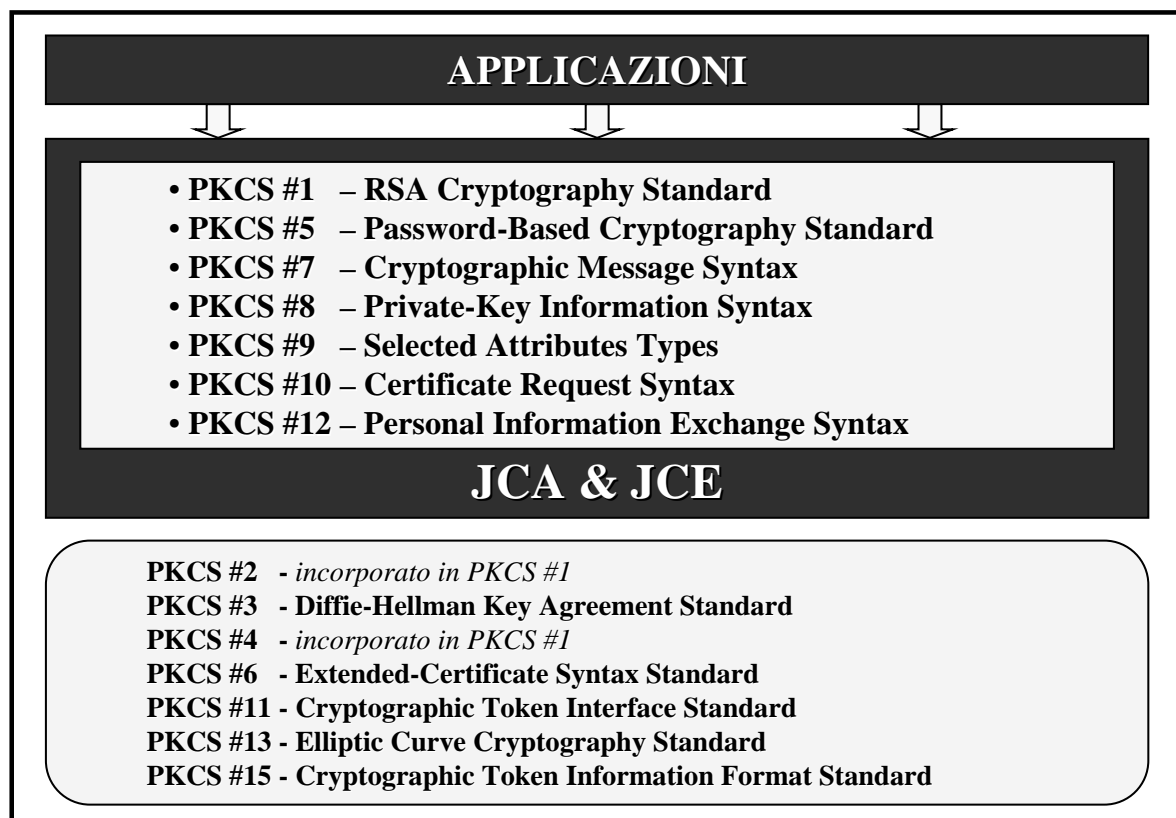 APPLICAZIONI
• PKCS #1 – RSA Cryptography Standard
• PKCS #5 – Password-Based Cryptography Standard
• PKCS #7 – Cryptographic Message Syntax
• PKCS #8 – Private-Key Information Syntax
• PKCS #9 – Selected Attributes Types
• PKCS #10 – Certificate Request Syntax
• PKCS #12 – Personal Information Exchange Syntax
JCA & JCE
PKCS #2 - incorporato in PKCS #1
PKCS #3 - Diffie-Hellman Key Agreement Standard
PKCS #4 - incorporato in PKCS #1
PKCS #6 - Extended-Certificate Syntax Standard
PKCS #11 - Cryptographic Token Interface Standard
PKCS #13 - Elliptic Curve Cryptography Standard
PKCS #15 - Cryptographic Token Information Format Standard